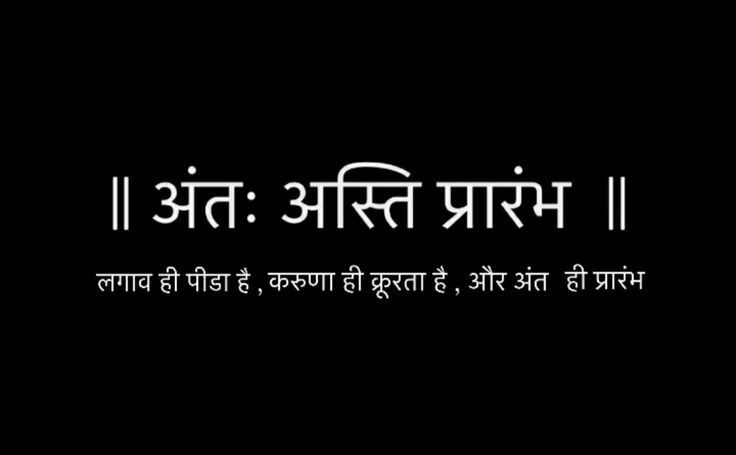 ॥ अंतः अस्ति प्रारंभ ॥
लगाव ही पीडा है , करुणा ही क्रूरता है , और अंत ही प्रारंभ